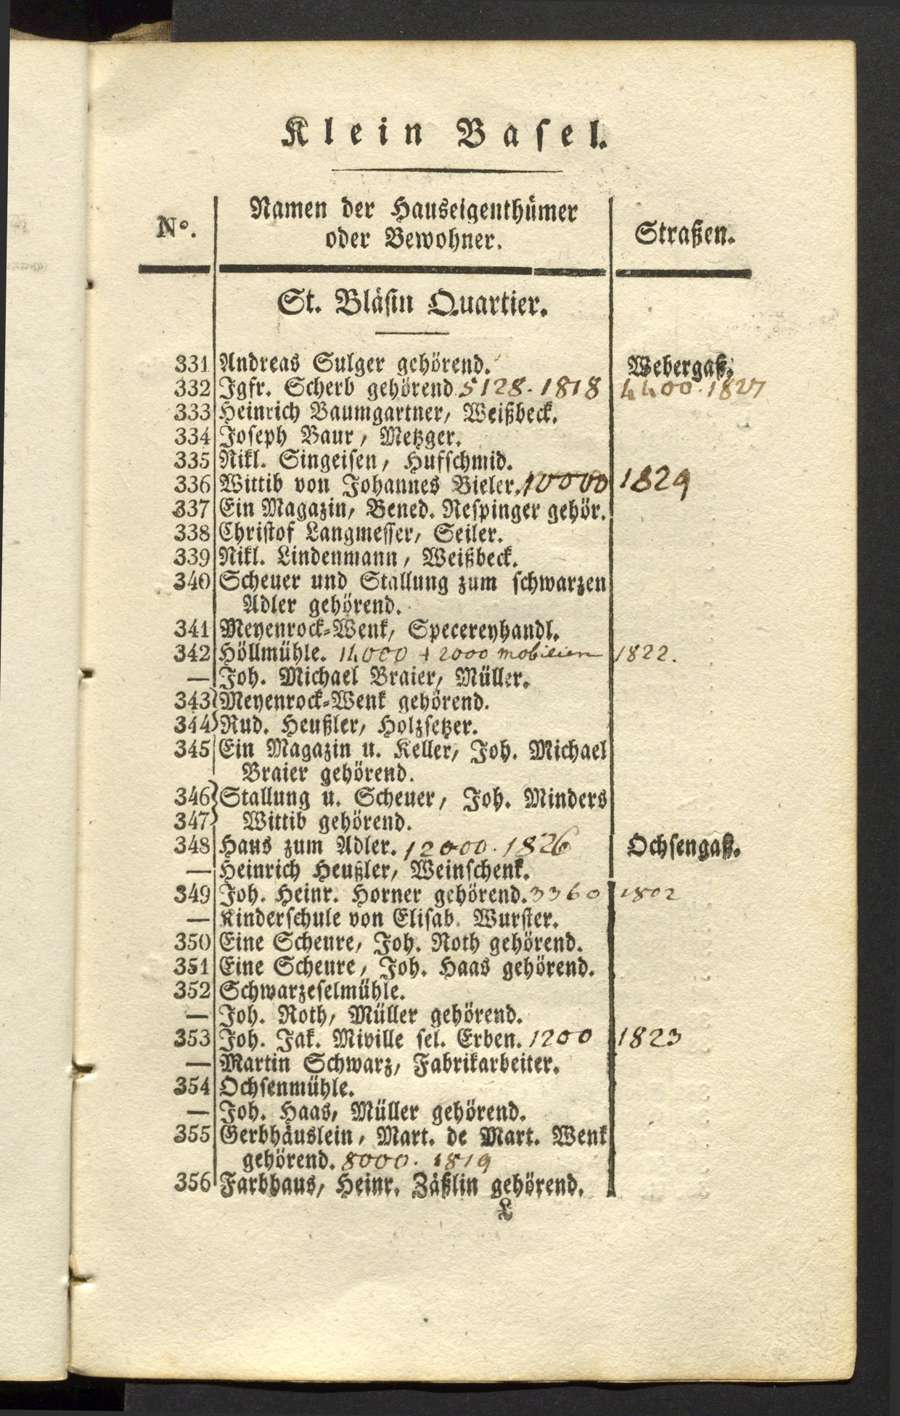 Klein Basel.
No. Namen der Hauseigenthümer oder Bewohner. Straßen.
St. Bläsin Quartier.
331 Andreas Sulger gehörend. Webergaß.
332 Jgfr. Scherb gehörend 5128. 1818 4400. 1827
333 Heinrich Baumgartner, Weißbeck.
334 Joseph Baur, Metzger.
335 Nikl. Singeisen, Hufschmid.
336 Wittib von Johannes Bieler. 10000 1829
337 Ein Magazin, Bened. Respinger gehör.
338 Christof Langmesser, Seiler.
339 Nikl. Lindenmann, Weißbeck.
340 Scheuer und Stallung zum schwarzen
Adler gehörend.
341 Meyenrock-Wenk, Specereyhandl.
342 Höllmühle. 14000 + 2000 mobilien 1822.
— Joh. Michael Braier, Müller.
343 Meyenrock-Wenk gehörend.
344 Rud. Heußler, Holzsetzer.
345 Ein Magazin u. Keller, Joh. Michael
Braier gehörend.
346 Stallung u. Scheuer, Joh. Minders
347 Wittib gehörend.
348 Haus zum Adler. 12000. 1826 Ochsengaß.
— Heinrich Heußler, Weinschenk.
349 Joh. Heinr. Horner gehörend. 3360 1802
— Kinderschule von Elisab. Wurster.
350 Eine Scheure, Joh. Roth gehörend.
351 Eine Scheure, Joh. Haas gehörend.
352 Schwarzeselmühle.
— Joh. Roth, Müller gehörend.
353 Joh. Jak. Miville sel. Erben. 1200 1823
— Martin Schwarz, Fabrikarbeiter.
354 Ochsenmühle.
— Joh. Haas, Müller gehörend.
355 Gerbhäuslein, Mart. de Mart. Wenk
gehörend. 8000. 1819
356 Farbhaus, Heinr. Zäßlin gehörend.
L